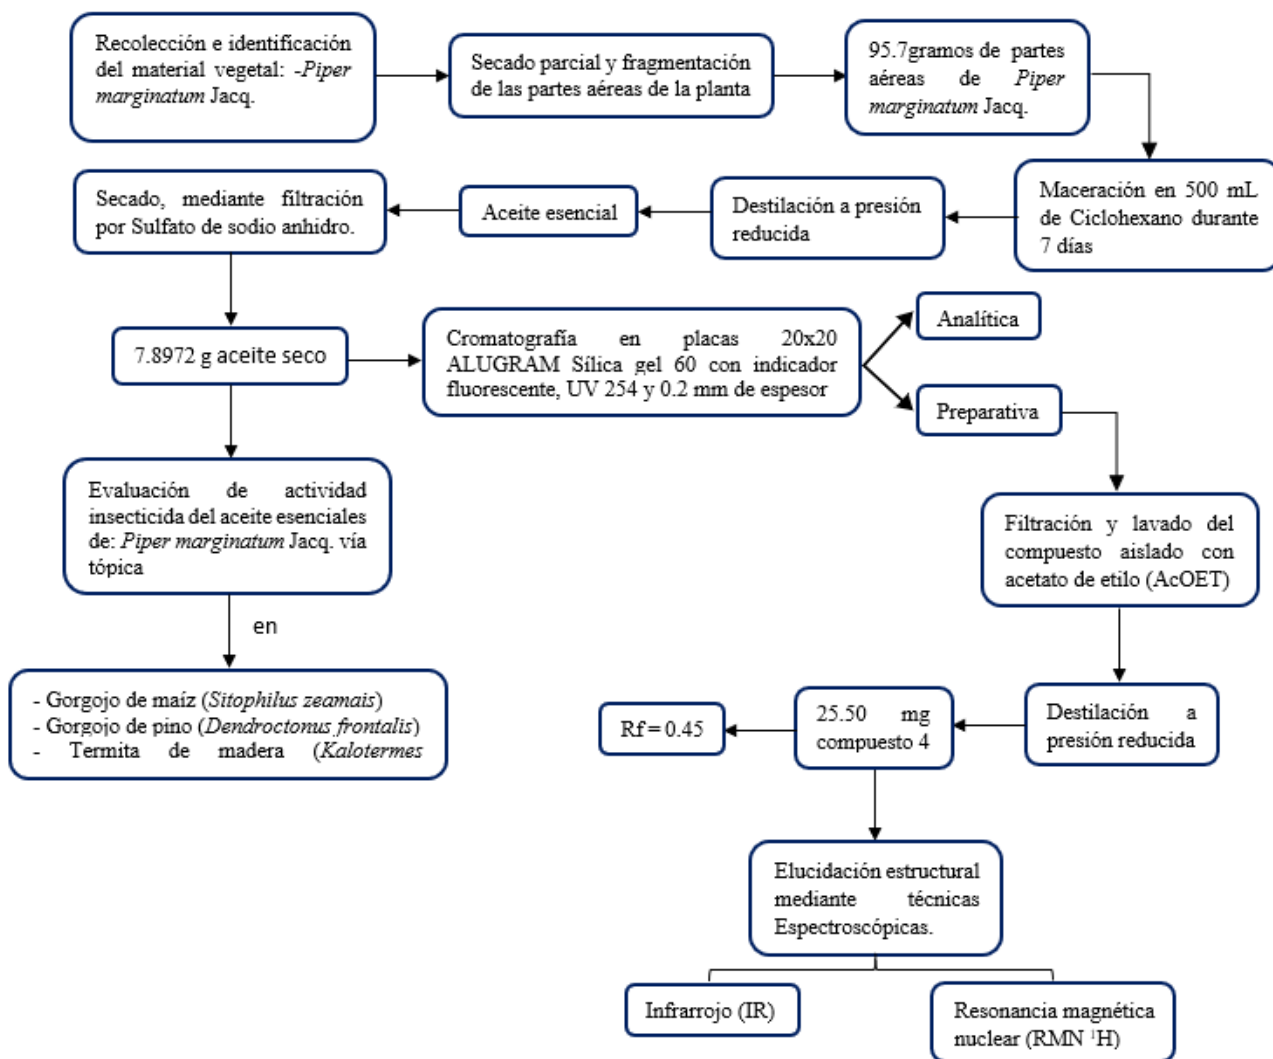 Recolección e identificación
del material vegetal: -Piper
marginatum Jacq.
Secado parcial y fragmentación
de las partes aéreas de la planta
95.7gramos de partes
aéreas de Piper
marginatum Jacq.
Maceración en 500 mL
de Ciclohexano durante
7 días
Destilación a presión
reducida
Aceite esencial
Secado, mediante filtración
por Sulfato de sodio anhidro.
7.8972 g aceite seco
Cromatografía en placas 20x20
ALUGRAM Sílica gel 60 con indicador
fluorescente, UV 254 y 0.2 mm de espesor
Analítica
Preparativa
Evaluación de actividad
insecticida del aceite esenciales
de: Piper marginatum Jacq. vía
tópica
en
- Gorgojo de maíz (Sitophilus zeamais)
- Gorgojo de pino (Dendroctonus frontalis)
- Termita de madera (Kalotermes
Filtración y lavado del
compuesto aislado con
acetato de etilo (AcOET)
Destilación a
presión reducida
25.50 mg
compuesto 4
Rf = 0.45
Elucidación estructural
mediante técnicas
Espectroscópicas.
Infrarrojo (IR)
Resonancia magnética
nuclear (RMN ¹H)